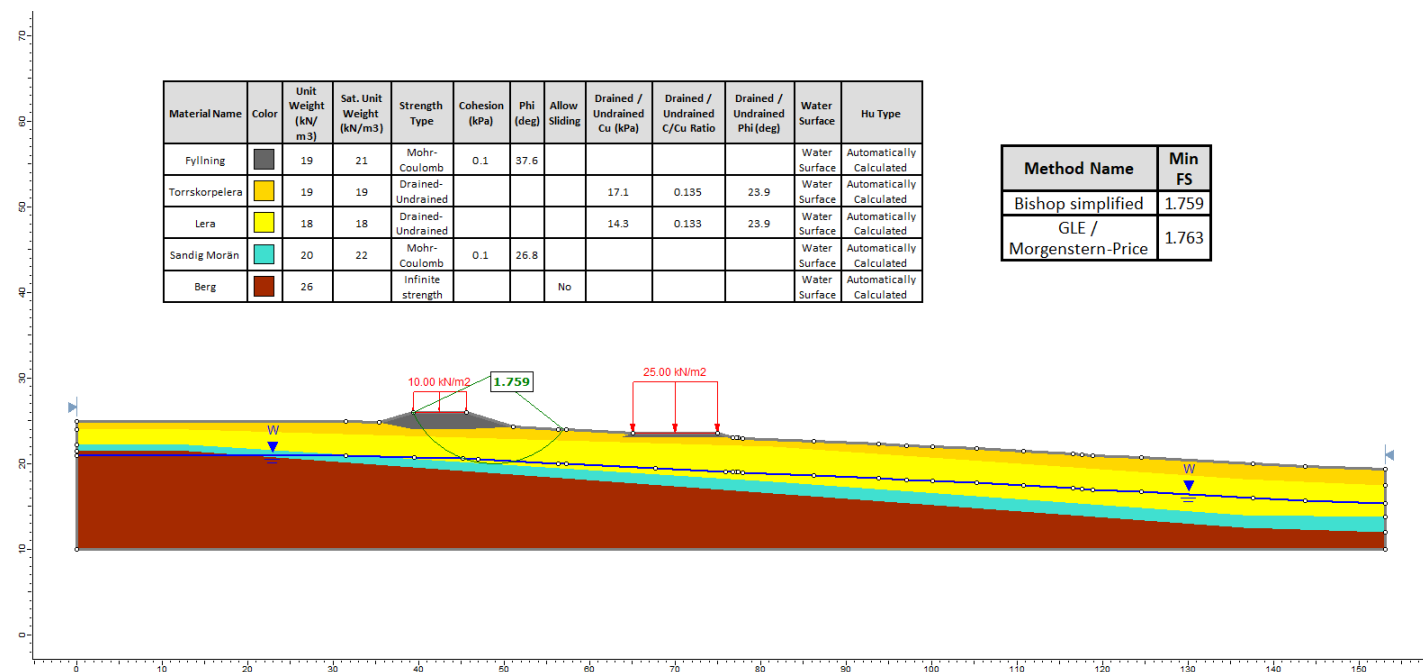 70
60
50
40
30
20
10
0
Material Name Color Unit Weight (kN/ m3) Sat. Unit Weight (kN/m3) Strength Type Cohesion (kPa) Phi (deg) Allow Sliding Drained / Undrained Cu (kPa) Drained / Undrained C/Cu Ratio Drained / Undrained Phi (deg) Water Surface Hu Type
Fyllning 19 21 Mohr-Coulomb 0.1 37.6 Water Surface Automatically Calculated
Torrskorpelera 19 19 Drained-Undrained 17.1 0.135 23.9 Water Surface Automatically Calculated
Lera 18 18 Drained-Undrained 14.3 0.133 23.9 Water Surface Automatically Calculated
Sandig Morän 20 22 Mohr-Coulomb 0.1 26.8 Water Surface Automatically Calculated
Berg 26 Infinite strength No Water Surface Automatically Calculated
Method Name Min FS
Bishop simplified 1.759
GLE / Morgenstern-Price 1.763
10.00 kN/m2
1.759
25.00 kN/m2
W
W
0 10 20 30 40 50 60 70 80 90 100 110 120 130 140 150